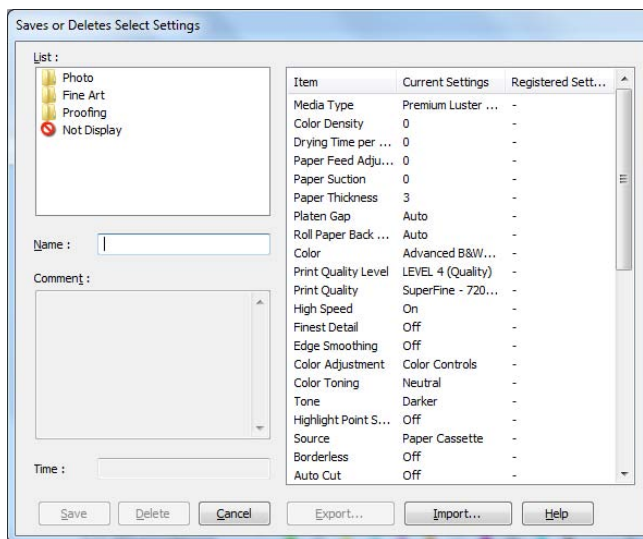 Saves or Deletes Select Settings
List :
Photo
Fine Art
Proofing
Not Display
Name :
Comment :
Time :
Item Current Settings Registered Sett...
Media Type Premium Luster ... -
Color Density 0 -
Drying Time per ... 0 -
Paper Feed Adju... 0 -
Paper Suction 0 -
Paper Thickness 3 -
Platen Gap Auto -
Roll Paper Back ... Auto -
Color Advanced B&W... -
Print Quality Level LEVEL 4 (Quality) -
Print Quality SuperFine - 720... -
High Speed On -
Finest Detail Off -
Edge Smoothing Off -
Color Adjustment Color Controls -
Color Toning Neutral -
Tone Darker -
Highlight Point S... Off -
Source Paper Cassette -
Borderless Off -
Auto Cut Off -
Save Delete Cancel Export... Import... Help